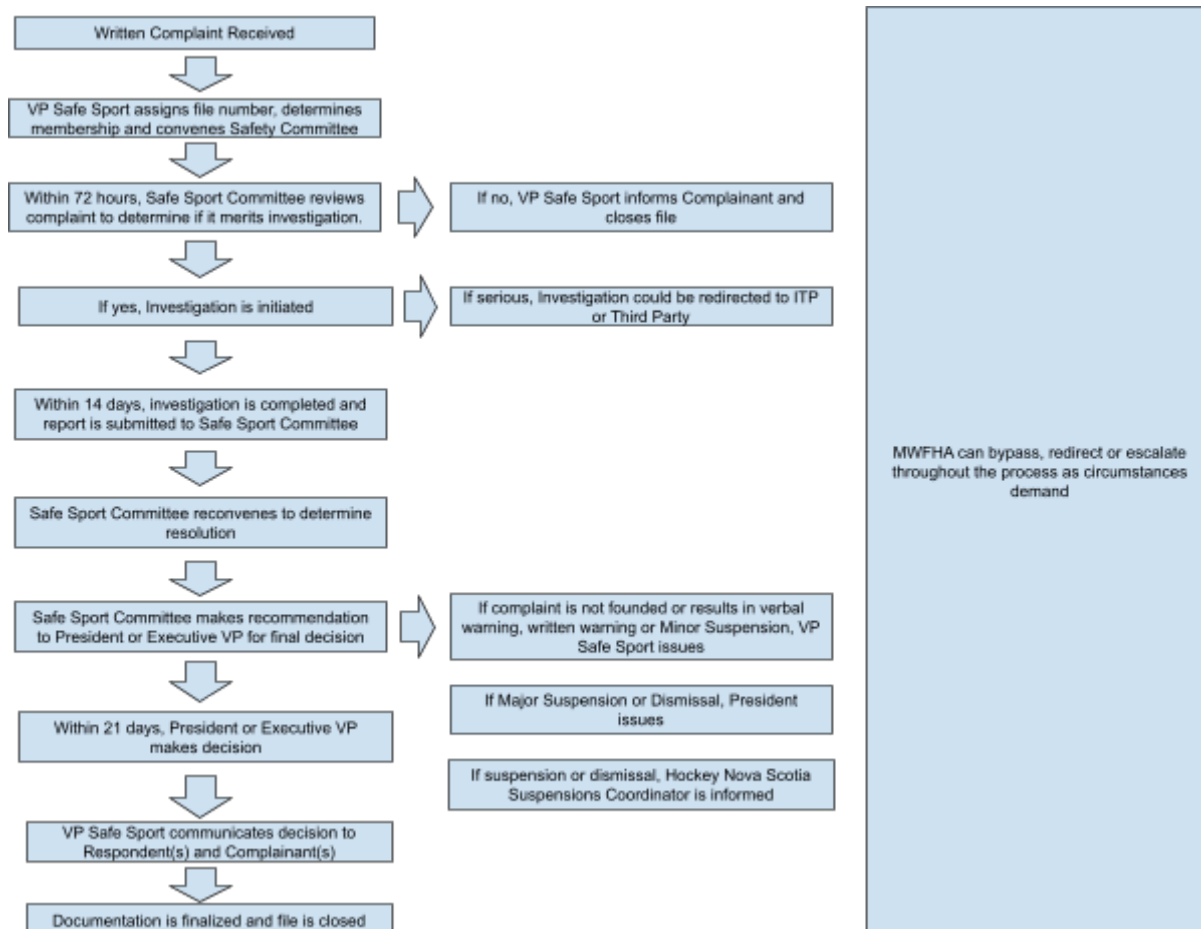 Written Complaint Received
VP Safe Sport assigns file number, determines
membership and convenes Safety Committee
Within 72 hours, Safe Sport Committee reviews
complaint to determine if it merits investigation.
If no, VP Safe Sport informs Complainant and
closes file
If yes, Investigation is initiated
If serious, Investigation could be redirected to ITP
or Third Party
Within 14 days, investigation is completed and
report is submitted to Safe Sport Committee
Safe Sport Committee reconvenes to determine
resolution
Safe Sport Committee makes recommendation
to President or Executive VP for final decision
If complaint is not founded or results in verbal
warning, written warning or Minor Suspension, VP
Safe Sport issues
If Major Suspension or Dismissal, President
issues
Within 21 days, President or Executive VP
makes decision
If suspension or dismissal, Hockey Nova Scotia
Suspensions Coordinator is informed
VP Safe Sport communicates decision to
Respondent(s) and Complainant(s)
Documentation is finalized and file is closed
MWFHA can bypass, redirect or escalate
throughout the process as circumstances
demand